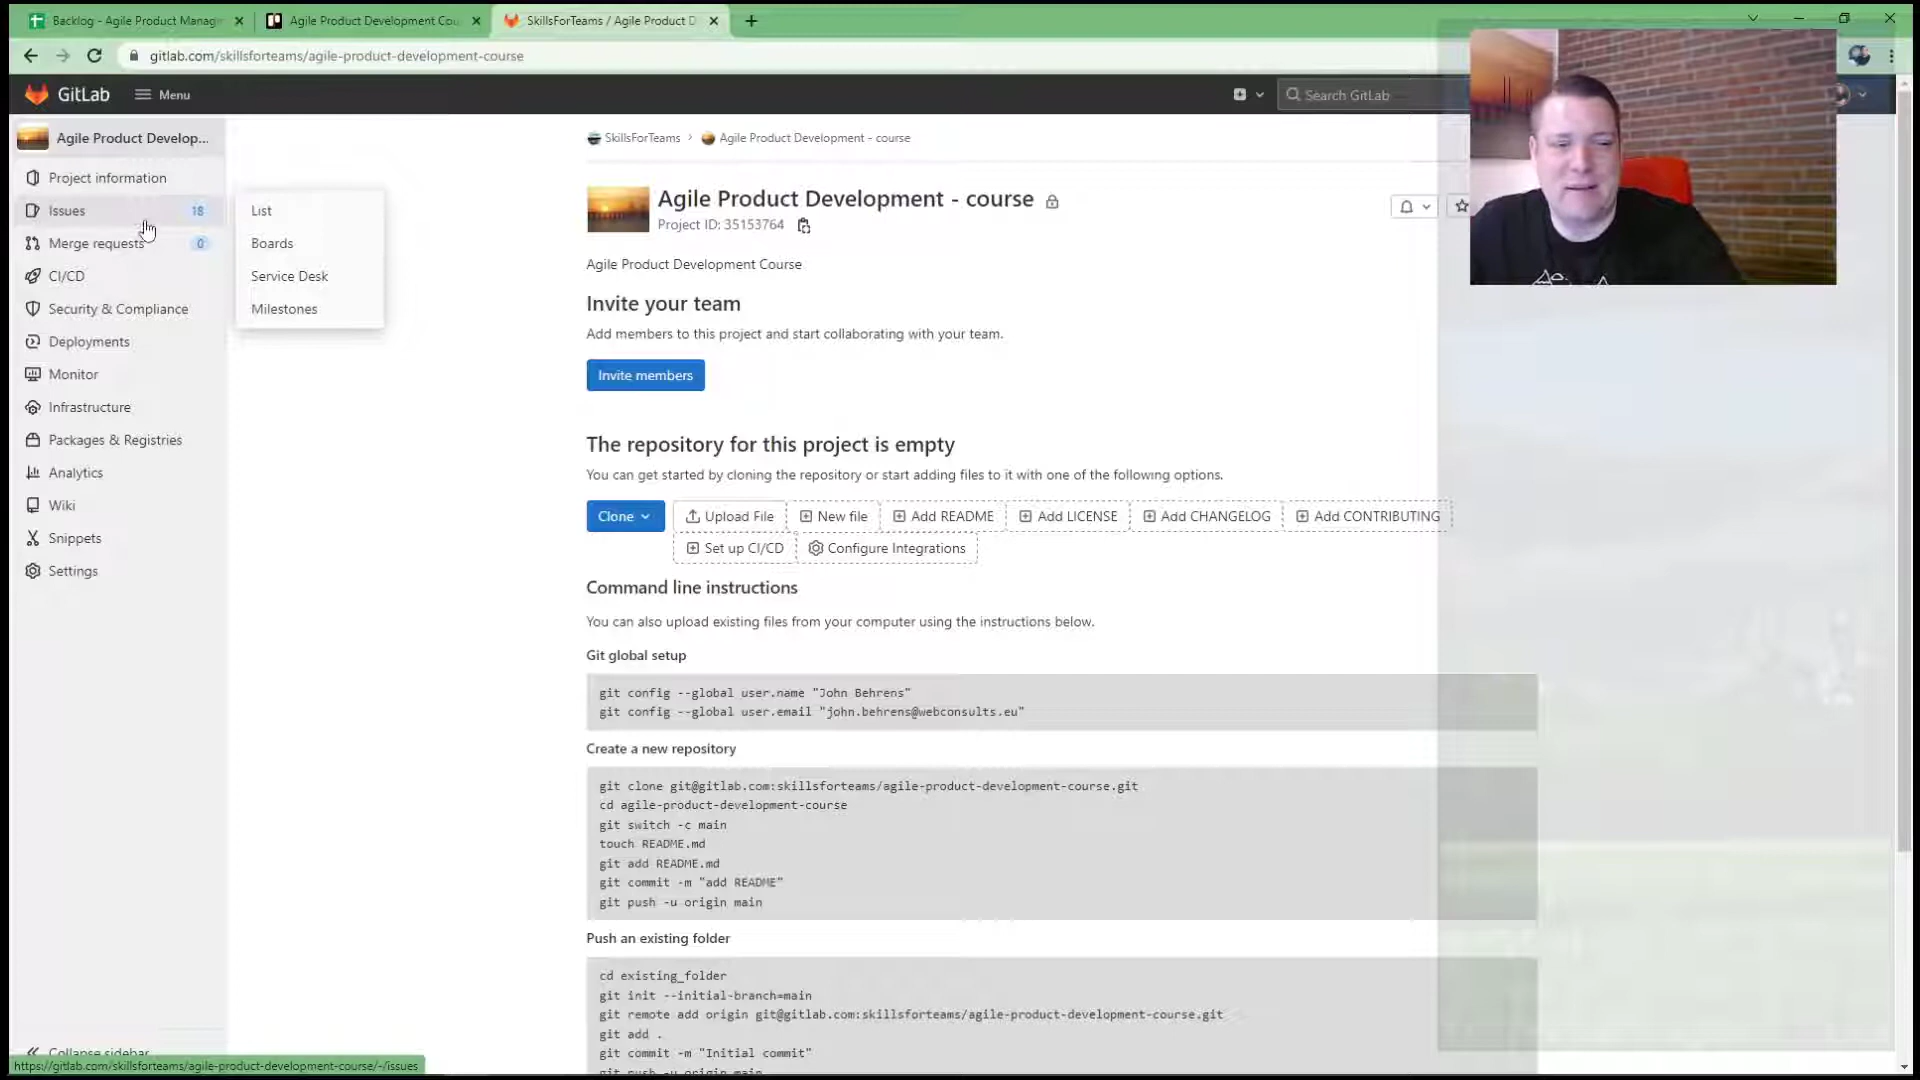 Backlog - Agile Product Manag
Agile Product Development Cou
SkillsForTeams / Agile Product D
gitlab.com/skillsforteams/agile-product-development-course
GitLab
Menu
Search GitLab
Agile Product Develop...
SkillsForTeams
Agile Product Development - course
Project information
Issues
18
Merge requests
0
CI/CD
Security & Compliance
Deployments
Monitor
Infrastructure
Packages & Registries
Analytics
Wiki
Snippets
Settings
Collapse sidebar
List
Boards
Service Desk
Milestones
Agile Product Development - course
Project ID: 35153764
Agile Product Development Course
Invite your team
Add members to this project and start collaborating with your team.
Invite members
The repository for this project is empty
You can get started by cloning the repository or start adding files to it with one of the following options.
Clone
Upload File
New file
Add README
Add LICENSE
Add CHANGELOG
Add CONTRIBUTING
Set up CI/CD
Configure Integrations
Command line instructions
You can also upload existing files from your computer using the instructions below.
Git global setup
git config --global user.name "John Behrens"
git config --global user.email "john.behrens@webconsults.eu"
Create a new repository
git clone git@gitlab.com:skillsforteams/agile-product-development-course.git
cd agile-product-development-course
git switch -c main
touch README.md
git add README.md
git commit -m "add README"
git push -u origin main
Push an existing folder
cd existing_folder
git init --initial-branch=main
git remote add origin git@gitlab.com:skillsforteams/agile-product-development-course.git
git add .
git commit -m "Initial commit"
git push -u origin main
https://gitlab.com/skillsforteams/agile-product-development-course/-/issues